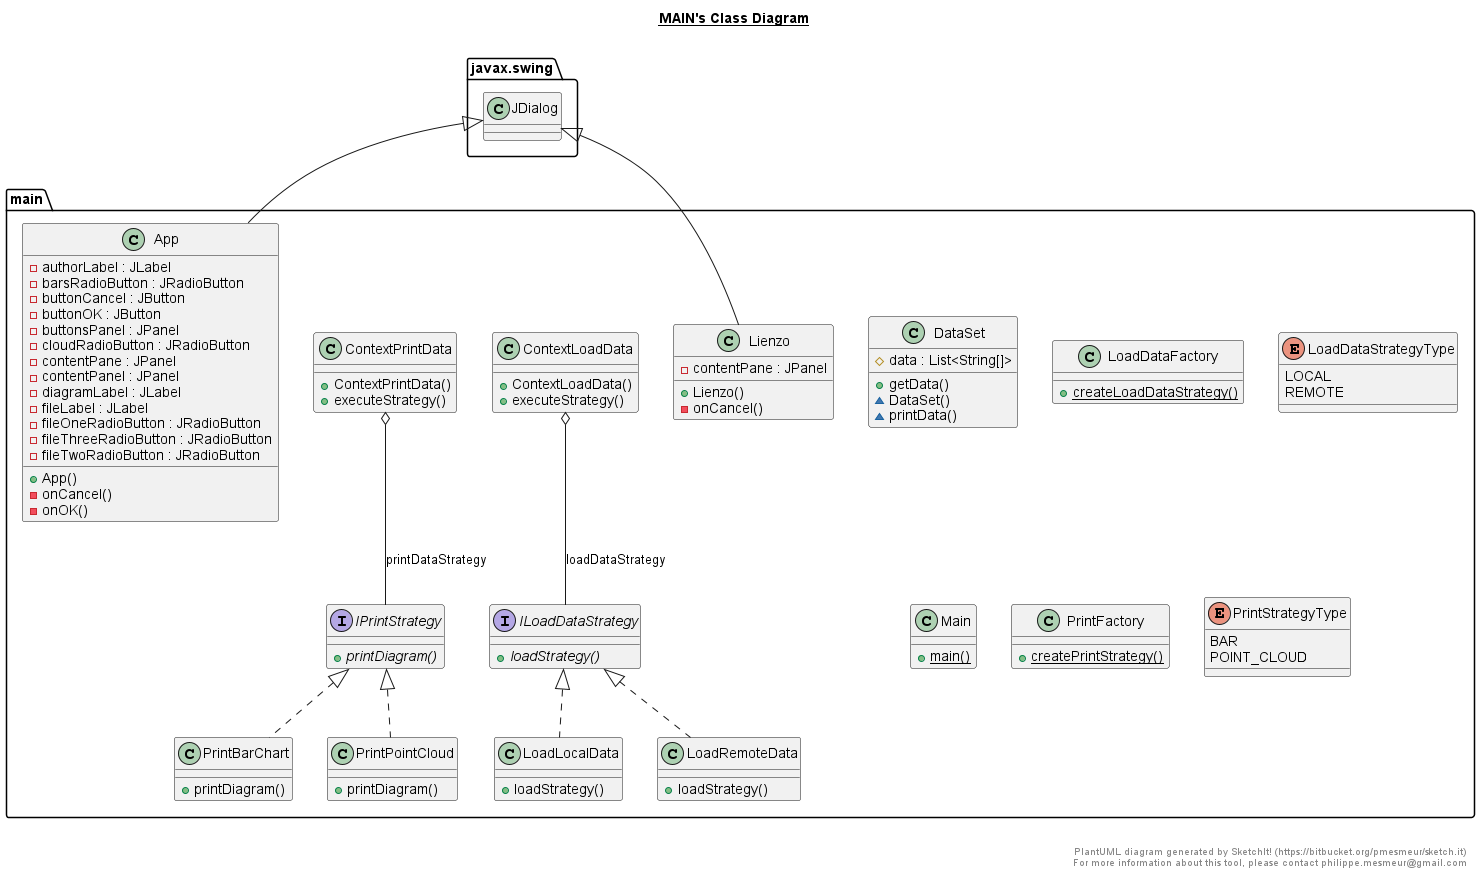 MAIN's Class Diagram
javax.swing
C JDialog
main
C App
authorLabel : JLabel
barsRadioButton : JRadioButton
buttonCancel : JButton
buttonOK : JButton
buttonsPanel : JPanel
cloudRadioButton : JRadioButton
contentPane : JPanel
contentPanel : JPanel
diagramLabel : JLabel
fileLabel : JLabel
fileOneRadioButton : JRadioButton
fileThreeRadioButton : JRadioButton
fileTwoRadioButton : JRadioButton
App()
onCancel()
onOK()
C ContextPrintData
ContextPrintData()
executeStrategy()
C ContextLoadData
ContextLoadData()
executeStrategy()
C Lienzo
contentPane : JPanel
Lienzo()
onCancel()
C DataSet
data : List<String[]>
getData()
DataSet()
printData()
C LoadDataFactory
createLoadDataStrategy()
E LoadDataStrategyType
LOCAL
REMOTE
printDataStrategy
loadDataStrategy
I IPrintStrategy
printDiagram()
I ILoadDataStrategy
loadStrategy()
C Main
main()
C PrintFactory
createPrintStrategy()
E PrintStrategyType
BAR
POINT_CLOUD
C PrintBarChart
printDiagram()
C PrintPointCloud
printDiagram()
C LoadLocalData
loadStrategy()
C LoadRemoteData
loadStrategy()
PlantUML diagram generated by SketchIt! (https://bitbucket.org/pmesmeur/sketch.it)
For more information about this tool, please contact philippe.mesmeur@gmail.com